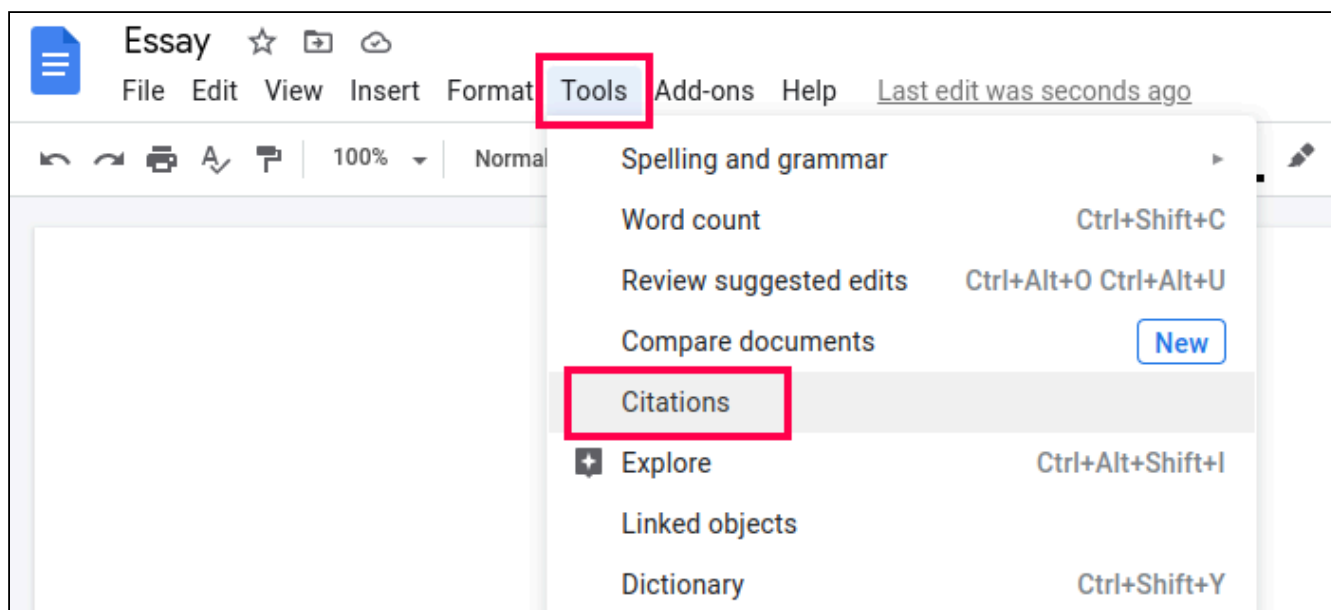 Essay
File Edit View Insert Format Tools Add-ons Help Last edit was seconds ago
100% Normal
Spelling and grammar
Word count Ctrl+Shift+C
Review suggested edits Ctrl+Alt+O Ctrl+Alt+U
Compare documents New
Citations
Explore Ctrl+Alt+Shift+I
Linked objects
Dictionary Ctrl+Shift+Y